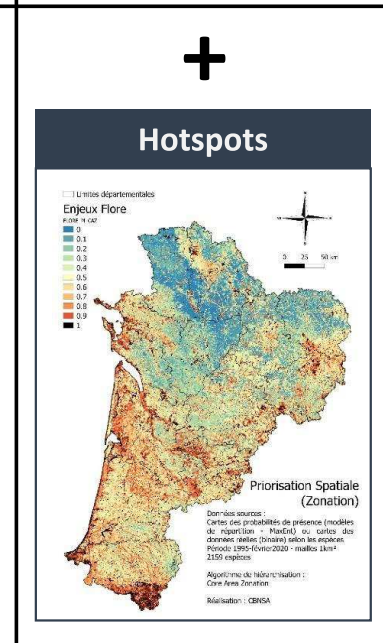 +
Hotspots
Limites départementales
Enjeux Flore
0
0.1
0.2
0.3
0.4
0.5
0.6
0.7
0.8
0.9
1
0 25 50 km
Priorisation Spatiale
(Zonation)
Données sources :
Cartes des probabilités de présence (modèles
de répartition - MaxEnt) ou cartes des
données réelles (binaire) selon les espèces
Période 1995-février2020 - mailles 1km²
2159 espèces
Algorithme de hiérarchisation :
Core Area Zonation
Réalisation : CBNSA